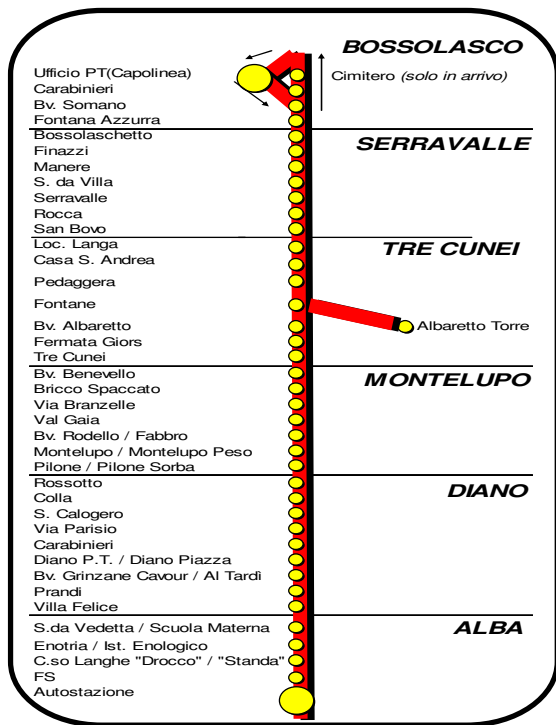 BOSSOLASCO
Ufficio PT(Capolinea)
Cimitero (solo in arrivo)
Carabinieri
Bv. Somano
Fontana Azzurra
Bossolaschetto
SERRAVALLE
Finazzi
Manere
S. da Villa
Serravalle
Rocca
San Bovo
Loc. Langa
TRE CUNEI
Casa S. Andrea
Pedaggera
Fontane
Bv. Albaretto
Albaretto Torre
Fermata Giors
Tre Cunei
Bv. Benevello
MONTELUPO
Bricco Spaccato
Via Branzelle
Val Gaia
Bv. Rodello / Fabbro
Montelupo / Montelupo Peso
Pilone / Pilone Sorba
Rossotto
DIANO
Colla
S. Calogero
Via Parisio
Carabinieri
Diano P.T. / Diano Piazza
Bv. Grinzane Cavour / Al Tardì
Prandi
Villa Felice
S.da Vedetta / Scuola Materna
ALBA
Enotria / Ist. Enologico
C.so Langhe "Drocco" / "Standa"
FS
Autostazione